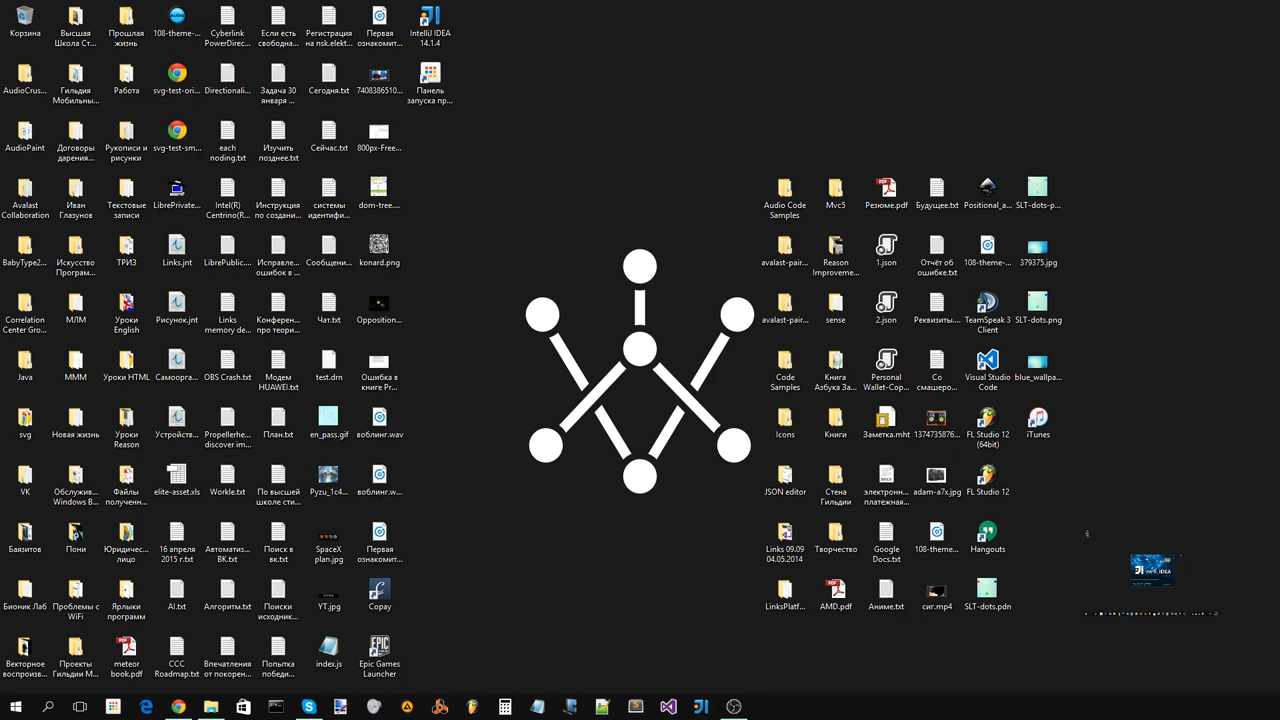 Корзина
Высшая
Школа Ст...
Прошлая
жизнь
108-theme-...
Cyberlink
PowerDirec...
Если есть
свободна...
Регистрация
на nsk.elekt...
Первая
ознакомит...
IntelliJ IDEA
14.1.4
AudioCrus...
Гильдия
Мобильны...
Работа
svg-test-ori...
Directionali...
Задача 30
января ...
Сегодня.txt
7408386510...
Панель
запуска пр...
AudioPaint
Договоры
дарения...
Рукописи и
рисунки
svg-test-sm...
each
noding.txt
Изучить
позднее.txt
Сейчас.txt
800px-Free...
Avalast
Collaboration
Иван
Глазунов
Текстовые
записи
LibrePrivate...
Intel(R)
Centrino(R...
Инструкция
по создани...
системы
идентифи...
dom-tree....
Audio Code
Samples
Mvc5
Резюме.pdf
Будущее.txt
Positional_a...
SLT-dots-p...
BabyType2...
Искусство
Програм...
ТРИЗ
Links.jnt
LibrePublic....
Исправле...
ошибок в ...
Сообщени...
konard.png
avalast-pair...
Reason
Improveme...
1.json
Отчёт об
ошибке.txt
108-theme-...
379375.jpg
Correlation
Center Gro...
МЛМ
Уроки
English
Рисунок.jnt
Links
memory de...
Конферен...
про теори...
Чат.txt
Opposition...
avalast-pair...
sense
2.json
Реквизиты....
TeamSpeak 3
Client
SLT-dots.png
Java
МММ
Уроки HTML
Самоорга...
OBS Crash.txt
Модем
HUAWEI.txt
test.drn
Ошибка в
книге Pr...
Code
Samples
Книга
Азбука За...
Personal
Wallet-Cop...
Со
смашеро...
Visual Studio
Code
blue_wallpa...
svg
Новая жизнь
Уроки
Reason
Устройств...
Propellerhe...
discover im...
План.txt
en_pass.gif
воблинг.wav
Icons
Книги
Заметка.mht
1374735876...
FL Studio 12
(64bit)
iTunes
VK
Обслужив...
Windows B...
Файлы
полученн...
elite-asset.xls
Workle.txt
По высшей
школе сти...
Pyzu_1c4...
воблинг.w...
JSON editor
Стена
Гильдии
электронн...
платежная...
adam-a7x.jpg
FL Studio 12
Баязитов
Пони
Юридичес...
лицо
16 апреля
2015 г.txt
Автоматиз...
ВК.txt
Поиск в
вк.txt
SpaceX
plan.jpg
Первая
ознакомит...
Links 09.09
04.05.2014
Творчество
Google
Docs.txt
108-theme...
Hangouts
Бионик Лаб
Проблемы с
WiFi
Ярлыки
программ
AI.txt
Алгоритм.txt
Поиски
исходник...
YT.jpg
Copay
LinksPlatf...
AMD.pdf
Аниме.txt
сиг.mp4
SLT-dots.pdn
Векторное
воспроизв...
Проекты
Гильдии М...
meteor
book.pdf
CCC
Roadmap.txt
Впечатления
от покорен...
Попытка
победи...
index.js
Epic Games
Launcher